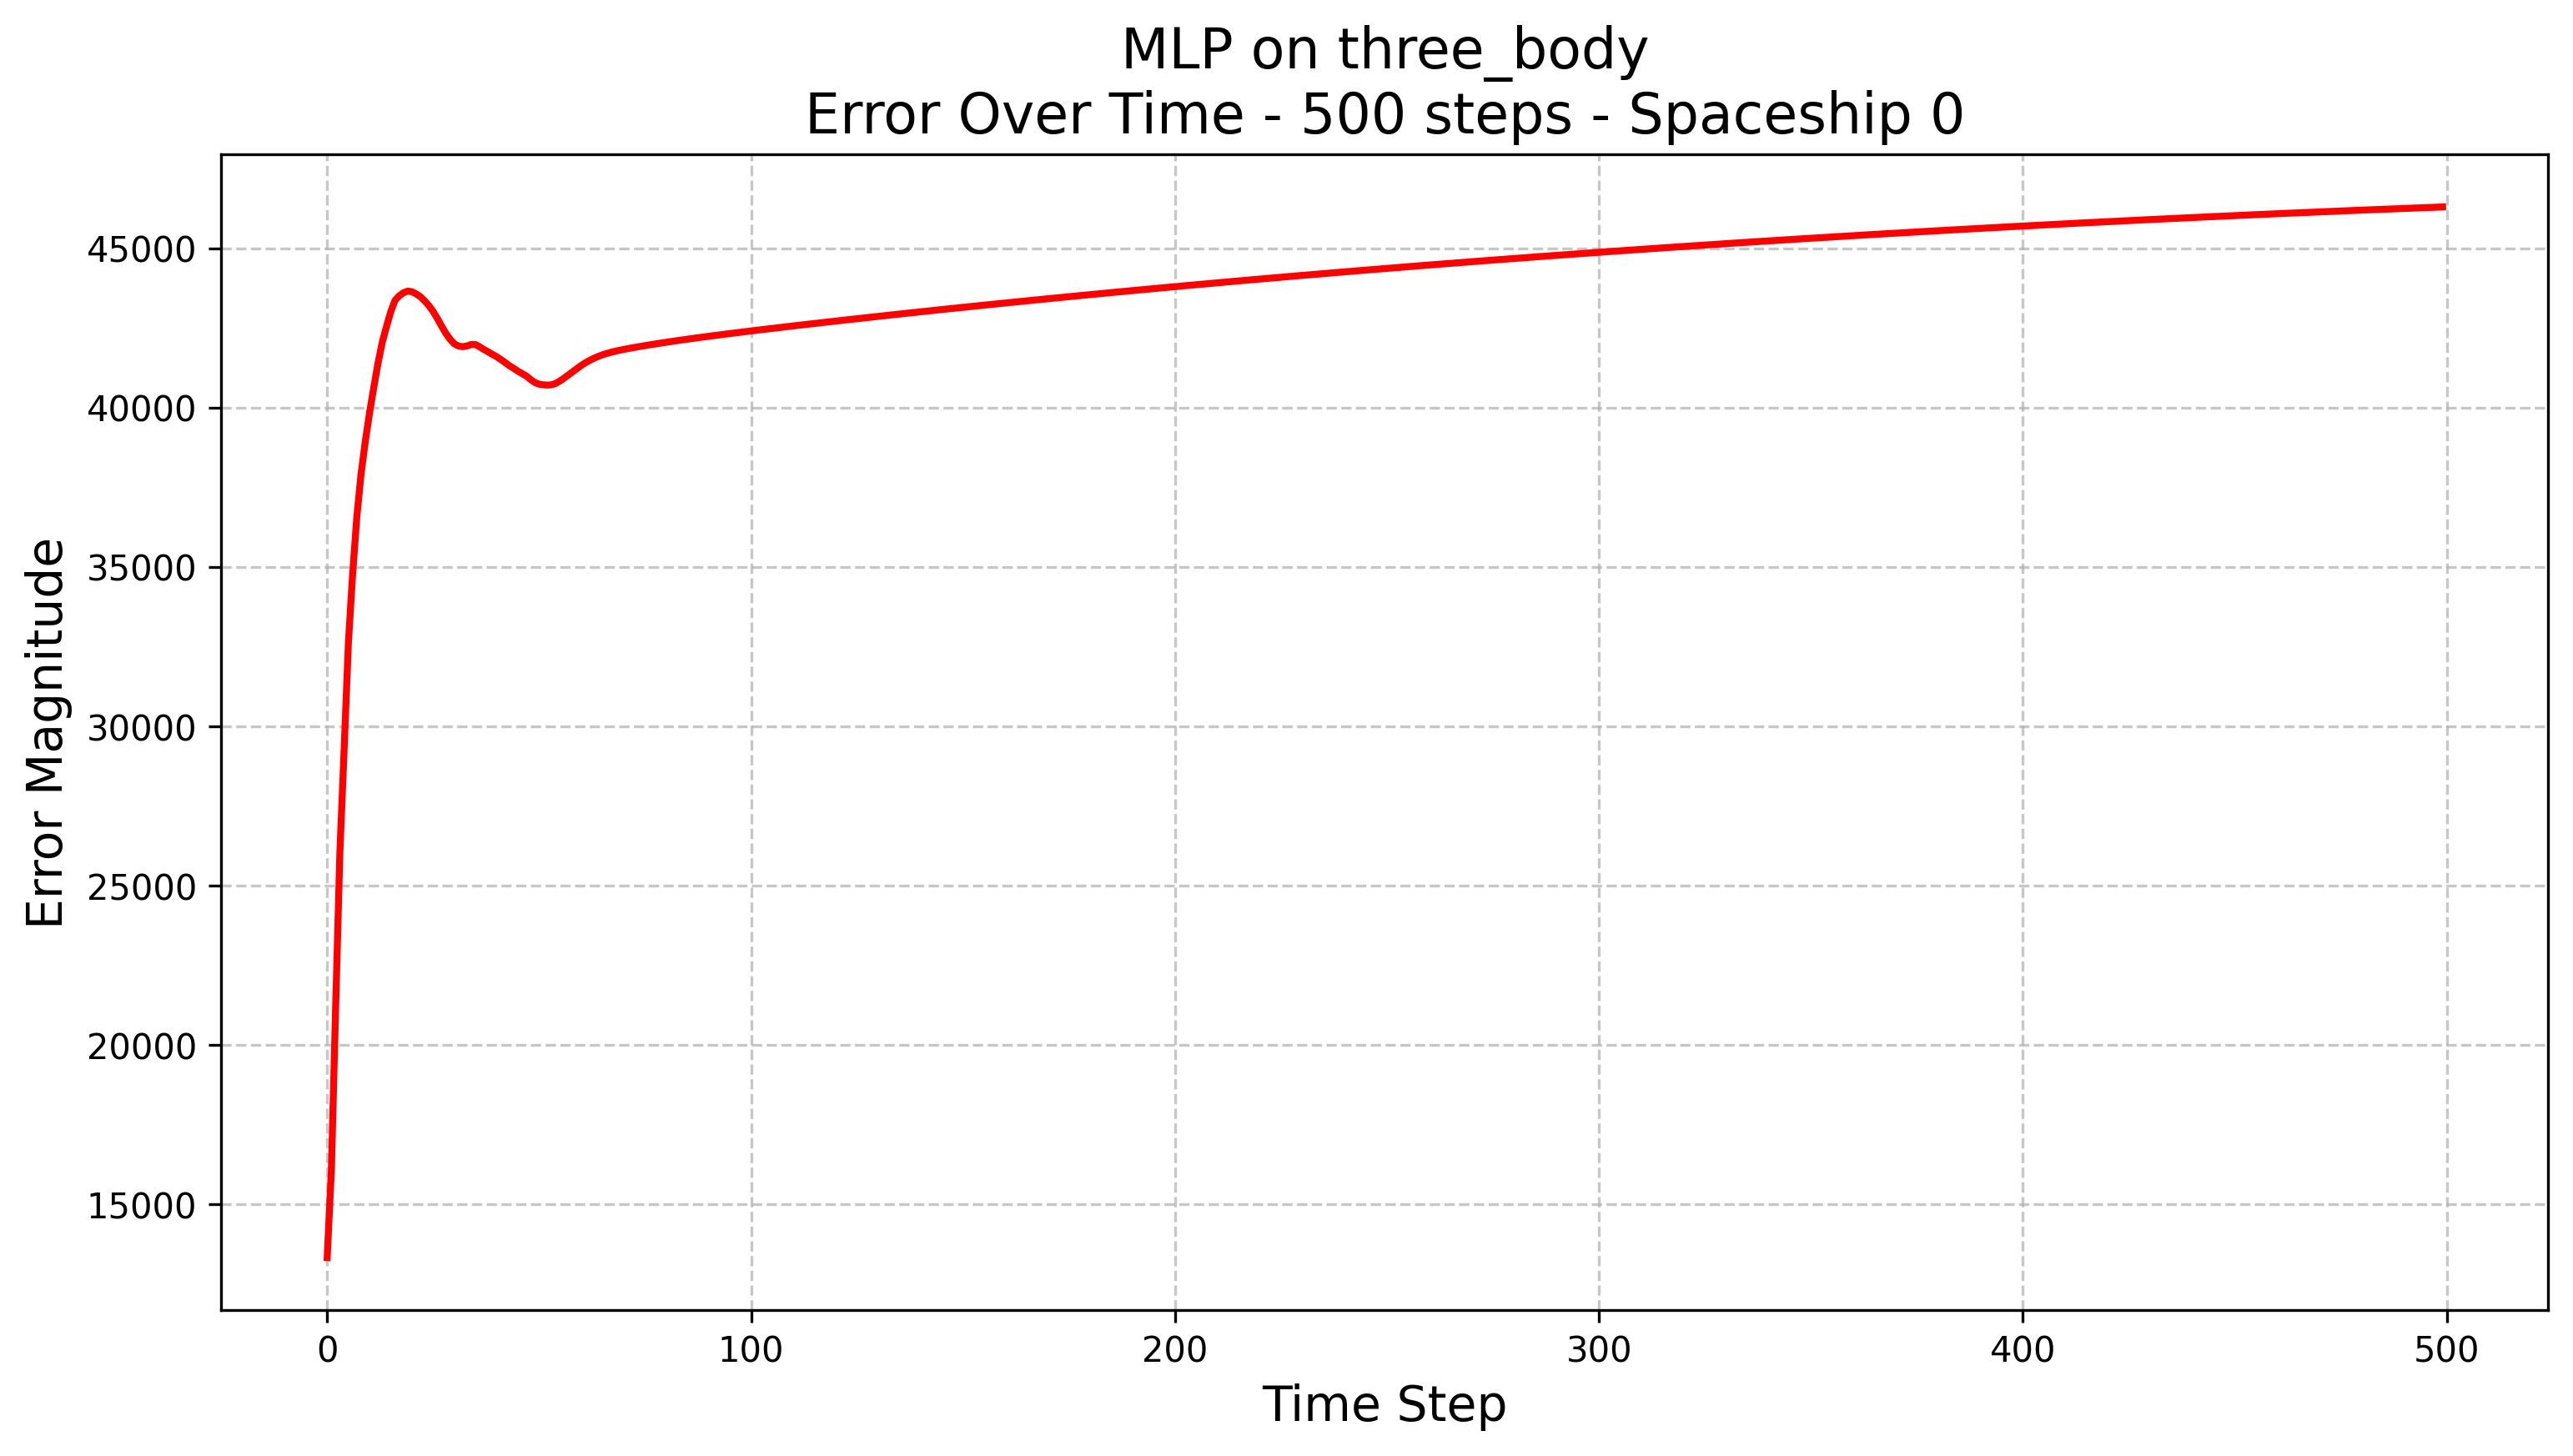 MLP on three_body
Error Over Time - 500 steps - Spaceship 0
Error Magnitude
45000
40000
35000
30000
25000
20000
15000
0 100 200 300 400 500
Time Step